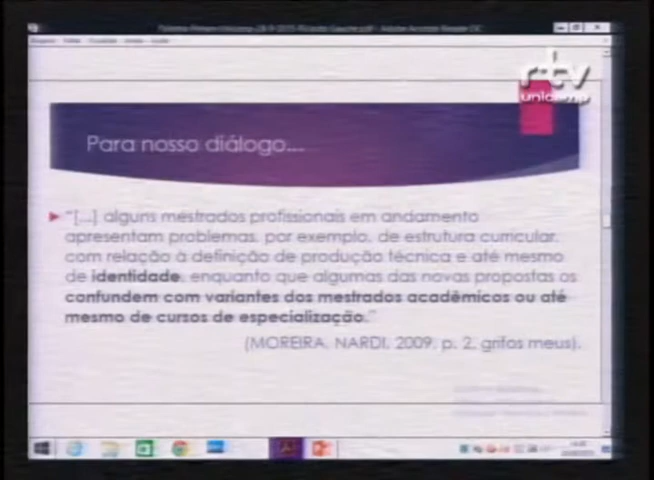 rtv
unicamp
Para nosso diálogo...
"[...] alguns mestrados profissionais em andamento
apresentam problemas, por exemplo, de estrutura curricular,
com relação à definição de produção técnica e até mesmo
de identidade, enquanto que algumas das novas propostas os
confundem com variantes dos mestrados acadêmicos ou até
mesmo de cursos de especialização."
(MOREIRA, NARDI, 2009, p. 2, grifos meus).